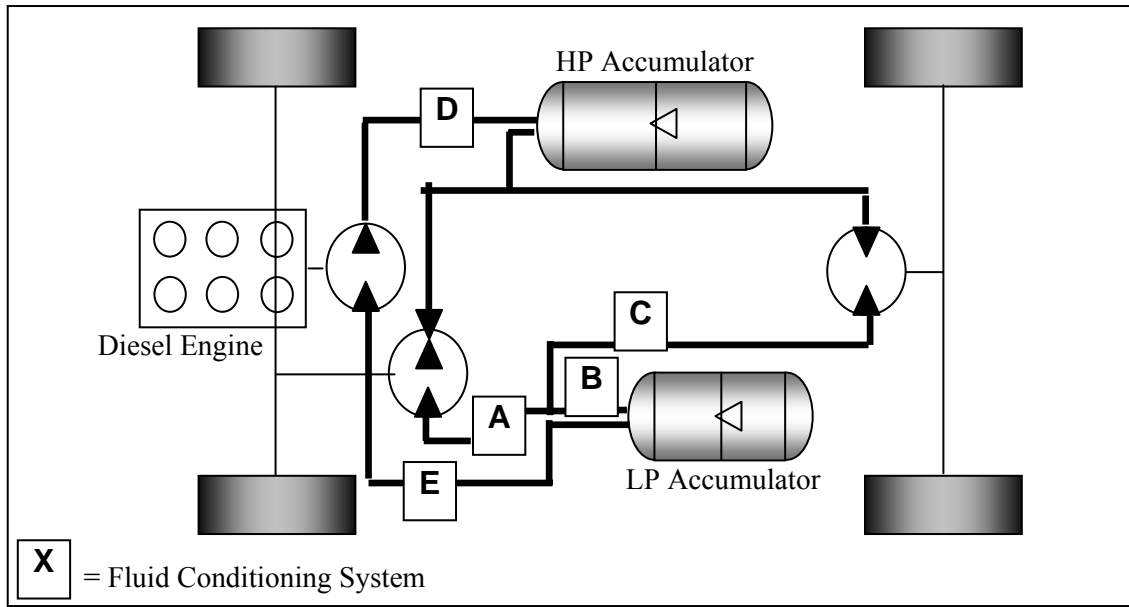 HP Accumulator
D
Diesel Engine
C
B
A
E
LP Accumulator
X = Fluid Conditioning System